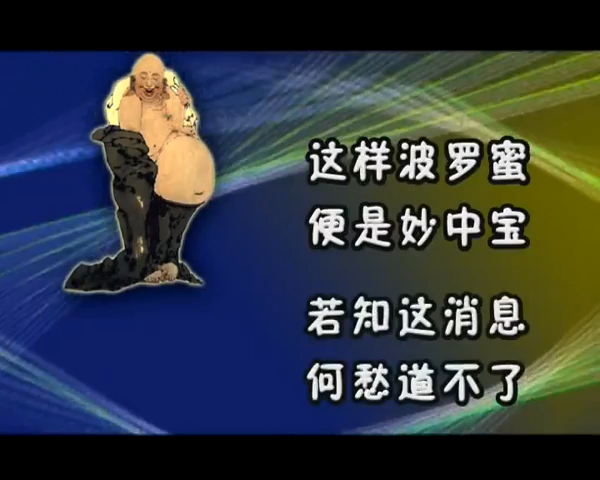 这样波罗蜜
便是妙中宝
若知这消息
何愁道不了